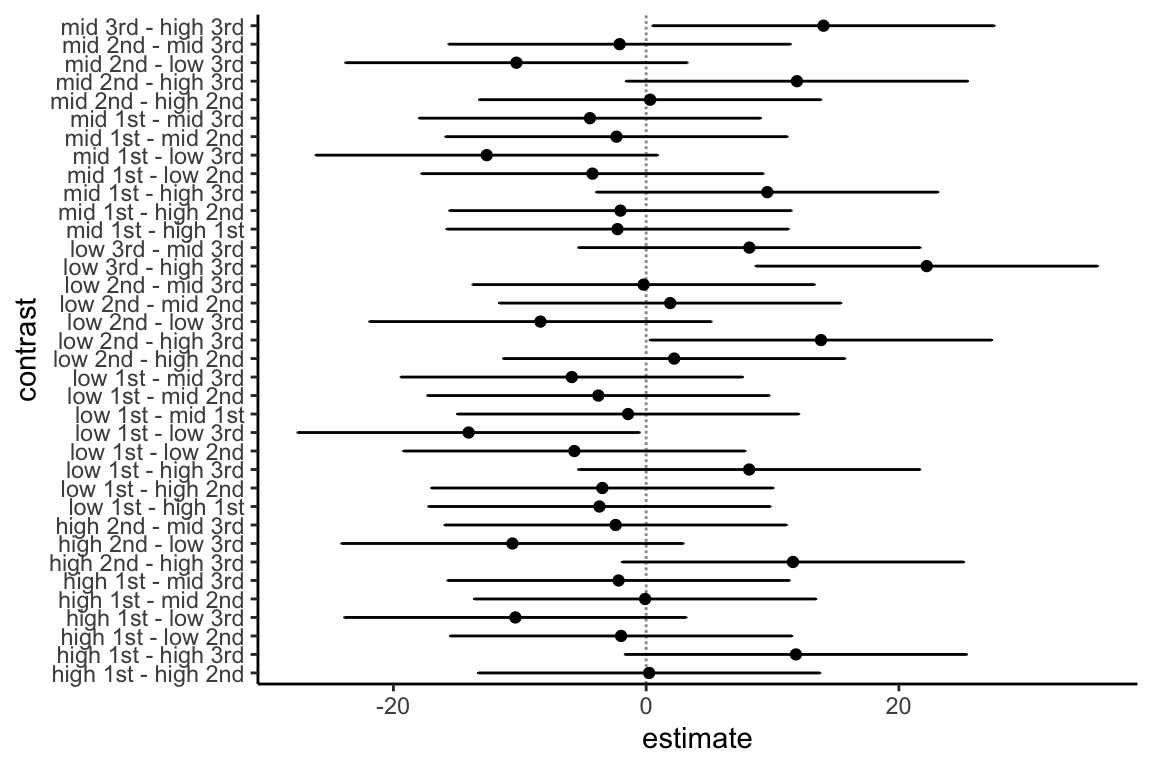 mid 3rd - high 3rd
mid 2nd - mid 3rd
mid 2nd - low 3rd
mid 2nd - high 3rd
mid 2nd - high 2nd
mid 1st - mid 3rd
mid 1st - mid 2nd
mid 1st - low 3rd
mid 1st - low 2nd
mid 1st - high 3rd
mid 1st - high 2nd
mid 1st - high 1st
low 3rd - mid 3rd
low 3rd - high 3rd
low 2nd - mid 3rd
low 2nd - mid 2nd
low 2nd - low 3rd
low 2nd - high 3rd
low 2nd - high 2nd
low 1st - mid 3rd
low 1st - mid 2nd
low 1st - mid 1st
low 1st - low 3rd
low 1st - low 2nd
low 1st - high 3rd
low 1st - high 2nd
low 1st - high 1st
high 2nd - mid 3rd
high 2nd - low 3rd
high 2nd - high 3rd
high 1st - mid 3rd
high 1st - mid 2nd
high 1st - low 3rd
high 1st - low 2nd
high 1st - high 3rd
high 1st - high 2nd
contrast
-20 0 20
estimate